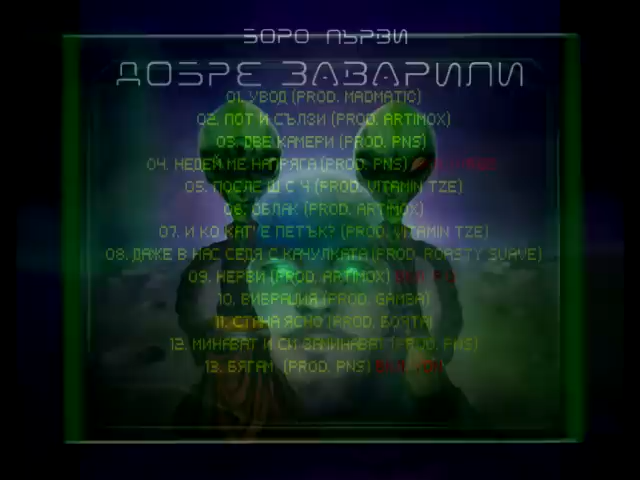 БОРО ПЪРВИ
ДОБРЕ ЗАВАРИЛИ
01. УВОД (PROD. MADMATIC)
02. ПОТ И СЪЛЗИ (PROD. ARTIMOX)
03. ДВЕ КАМЕРИ (PROD. PNS)
04. НЕДЕЙ МЕ НАПРЯГА (PROD. PNS)
05. ПОСЛЕ Щ С Ч (PROD. VITAMIN TZE)
06. ОБЛАК (PROD. ARTIMOX)
07. И КО КАТ' Е ПЕТЪК? (PROD. VITAMIN TZE)
08. ДАЖЕ В НАС СЕДЯ С КАЧУЛКАТА (PROD. ROASTY SUAVE)
09. НЕРВИ (PROD. ARTIMOX)
10. ВИБРАЦИЯ (PROD. GAMBA)
11. СТАНА ЯСНО (PROD. БОЧТА)
12. МИНАВАТ И СИ ЗАМИНАВАТ (PROD. PNS)
13. БЯГАМ (PROD. PNS)